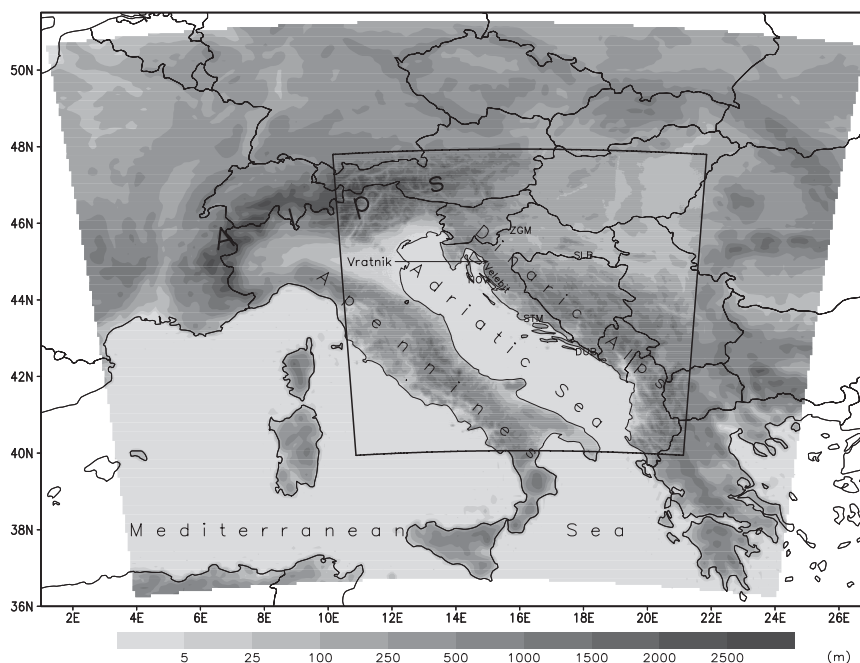 50N
48N
46N
44N
42N
40N
38N
36N
2E
4E
6E
8E
10E
12E
14E
16E
18E
20E
22E
24E
26E
Alps
Dinaric Alps
ZGM
SLB
Vratnik
Velebit
NOV
STM
DUB
Apennines
Adriatic Sea
Mediterranean Sea
5 25 100 250 500 1000 1500 2000 2500 (m)